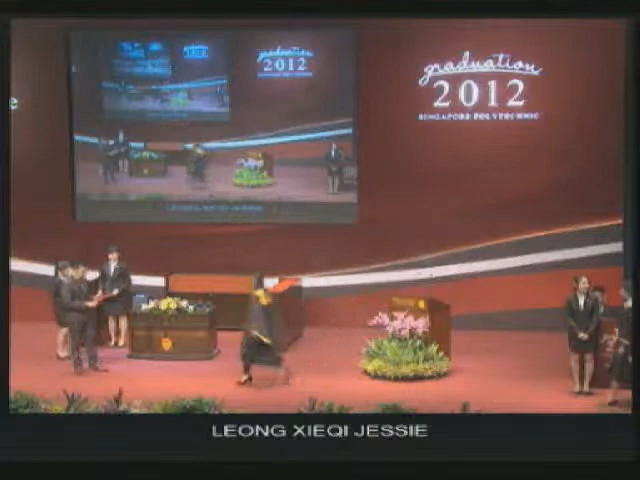 graduation
2012
SINGAPORE POLYTECHNIC
graduation
2012
LEONG XIEQI JESSIE